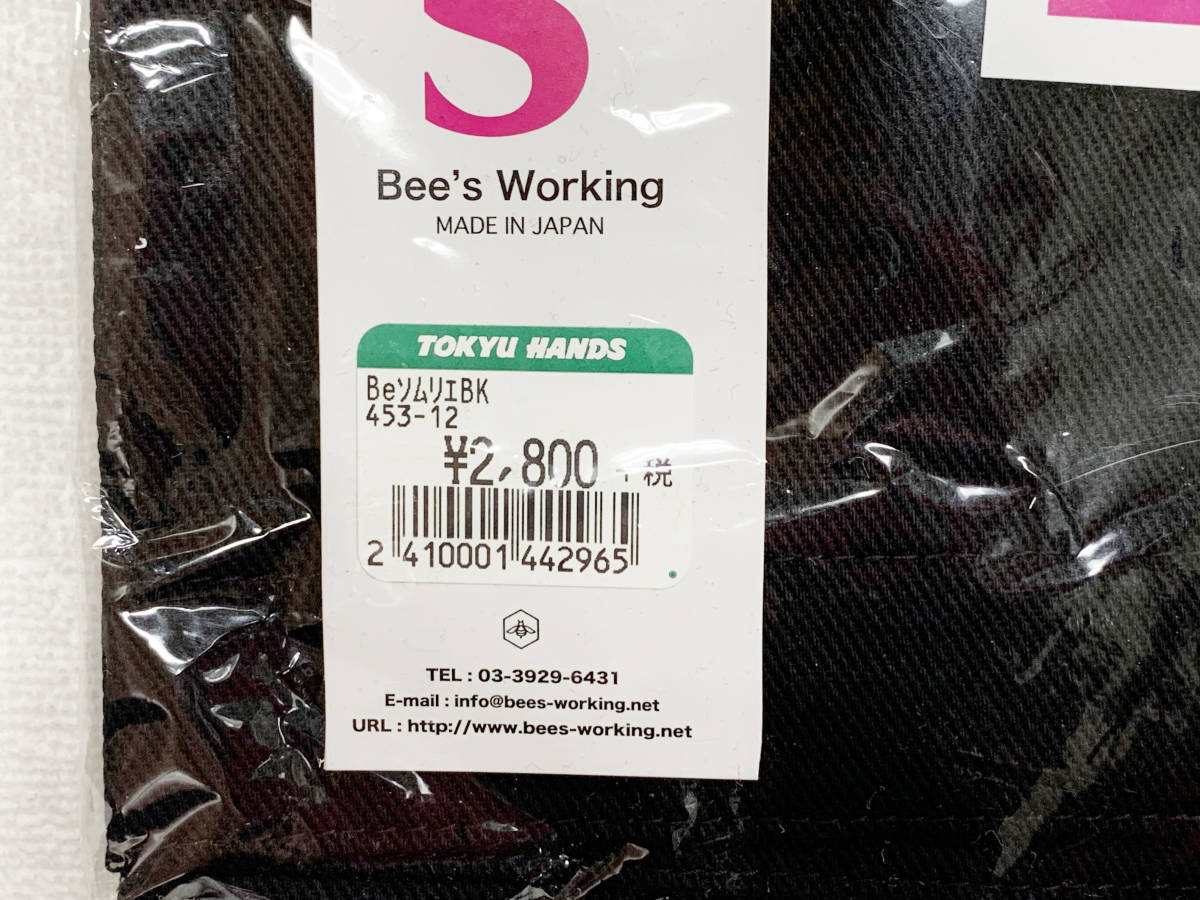 S
Bee's Working
MADE IN JAPAN
TOKYU HANDS
BeソムリエBK
453-12
¥2,800 +税
2 410001 442965
TEL : 03-3929-6431
E-mail : info@bees-working.net
URL : http://www.bees-working.net